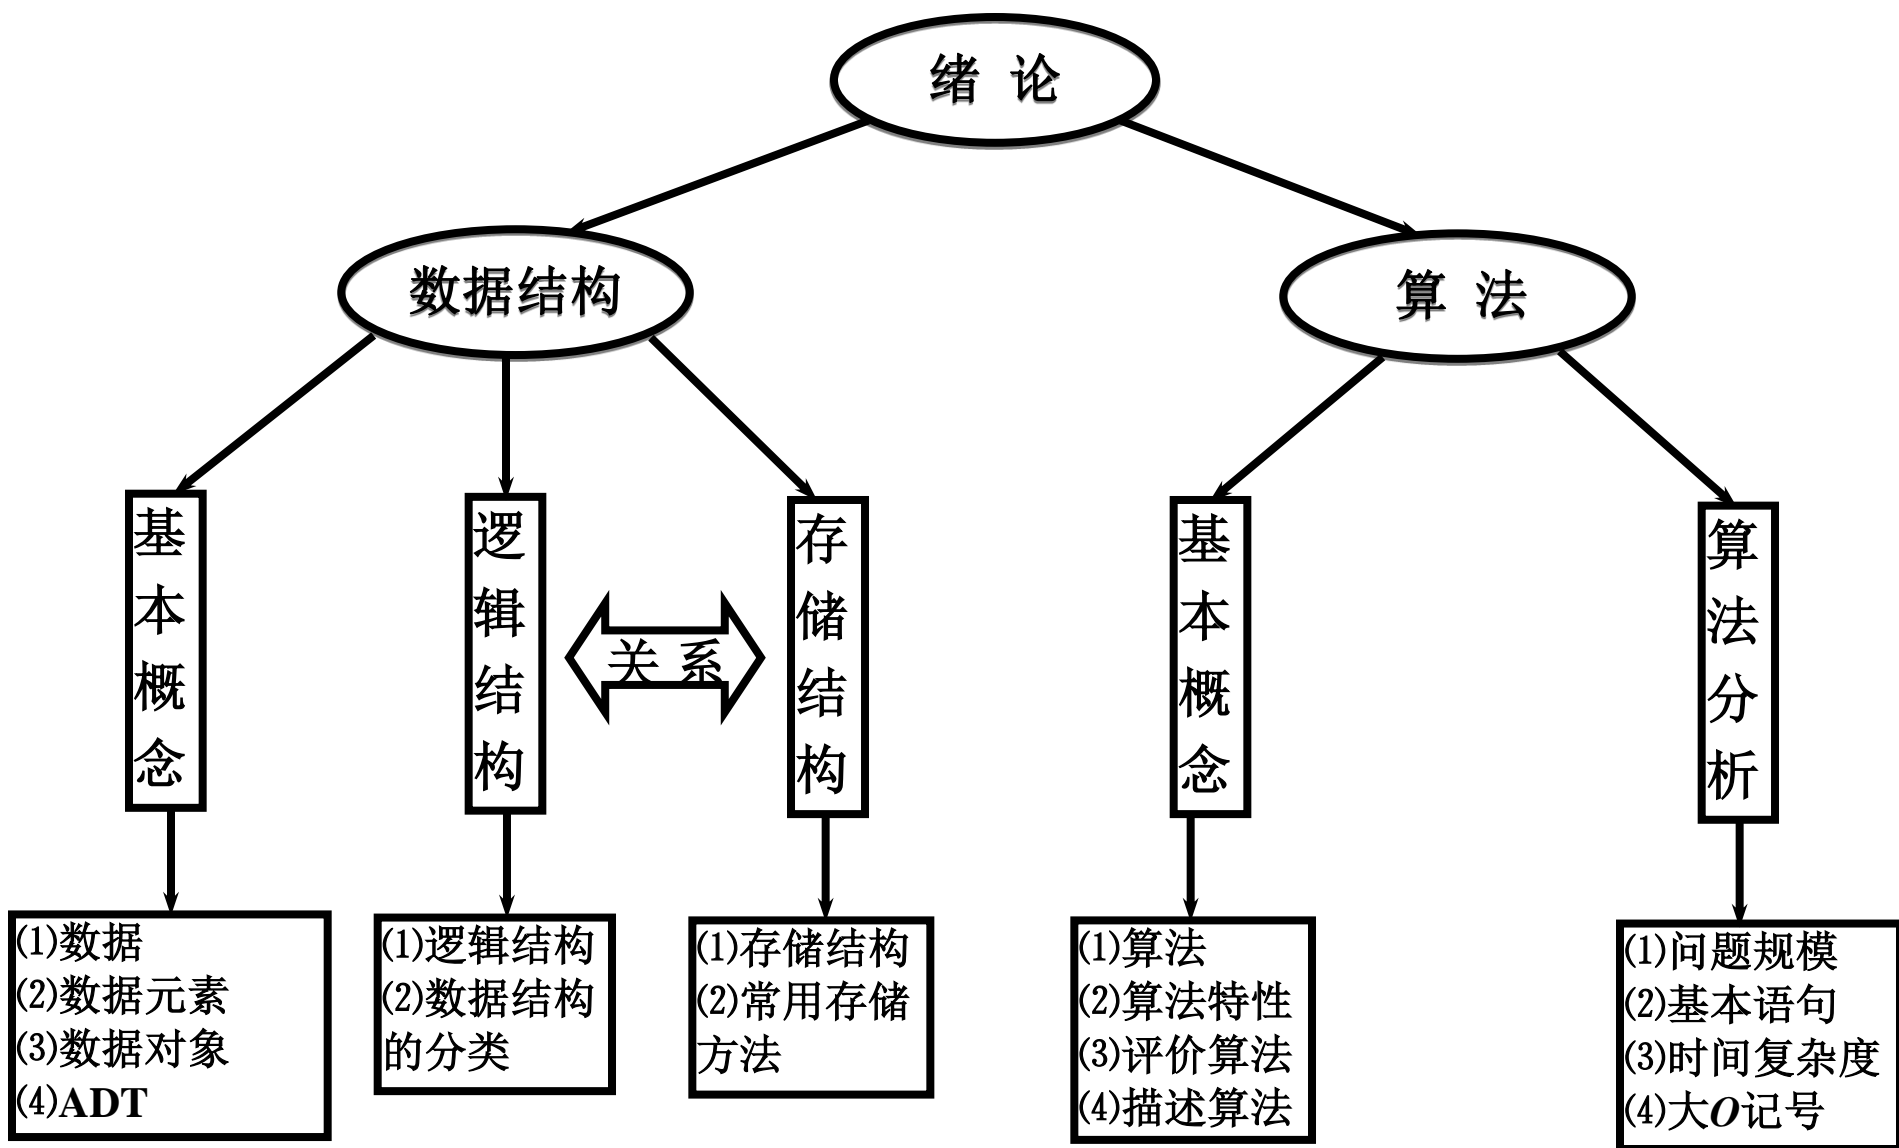 绪 论
数据结构
算 法
基本概念
逻辑结构
关 系
存储结构
基本概念
算法分析
⑴数据
⑵数据元素
⑶数据对象
⑷ADT
⑴逻辑结构
⑵数据结构
的分类
⑴存储结构
⑵常用存储
方法
⑴算法
⑵算法特性
⑶评价算法
⑷描述算法
⑴问题规模
⑵基本语句
⑶时间复杂度
⑷大O记号